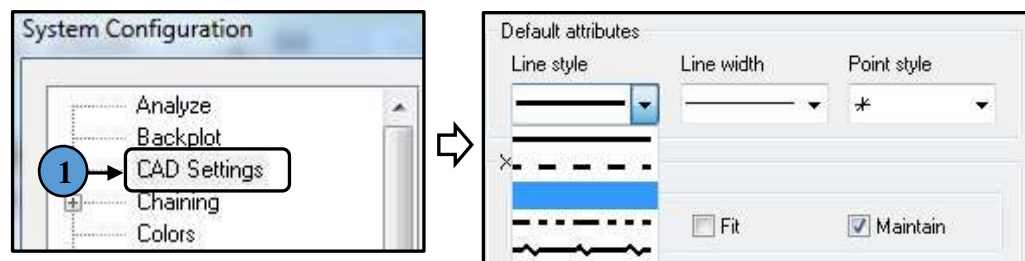 System Configuration
Analyze
Backplot
1
CAD Settings
Chaining
Colors
Default attributes
Line style
Line width
Point style
Fit
Maintain